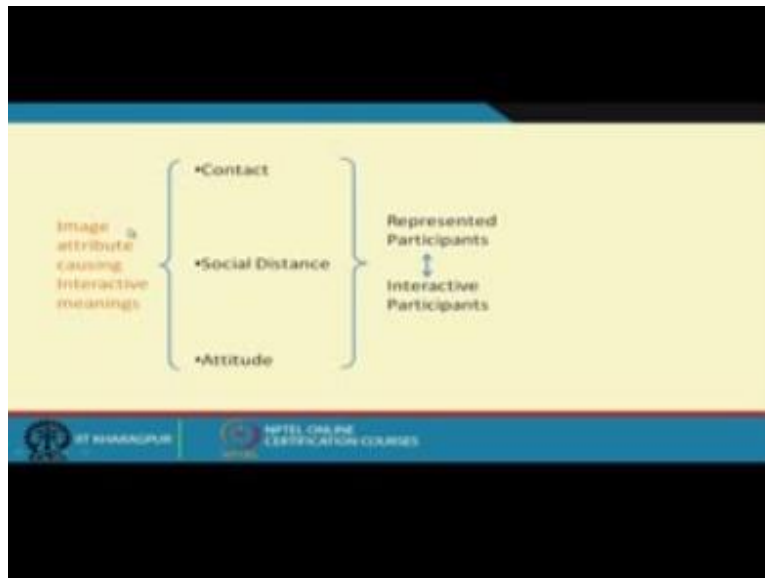 •Contact
Image
attribute
causing
Interactive
meanings
•Social Distance
•Attitude
Represented
Participants
Interactive
Participants
IIT KHARAGPUR
NPTEL ONLINE
CERTIFICATION COURSES
NPTEL